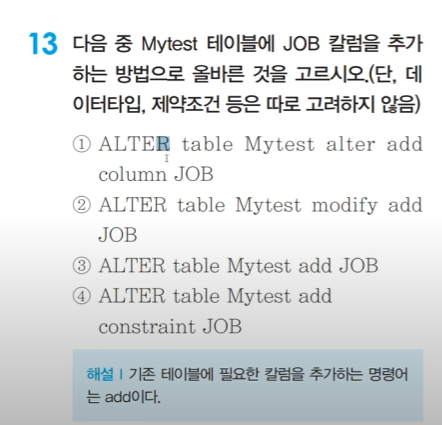 13 다음 중 Mytest 테이블에 JOB 칼럼을 추가
하는 방법으로 올바른 것을 고르시오.(단, 데
이터타입, 제약조건 등은 따로 고려하지 않음)
① ALTER table Mytest alter add
column JOB
② ALTER table Mytest modify add
JOB
③ ALTER table Mytest add JOB
④ ALTER table Mytest add
constraint JOB
해설 | 기존 테이블에 필요한 칼럼을 추가하는 명령어
는 add이다.